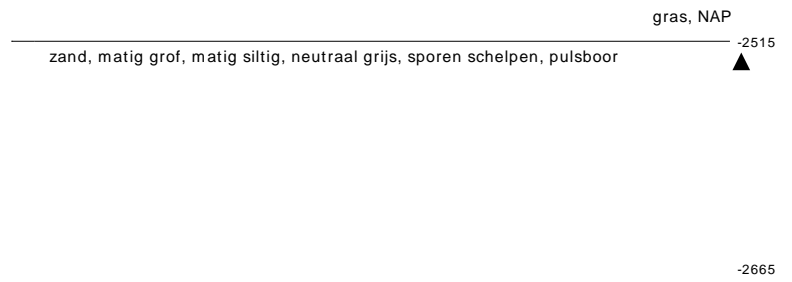 gras, NAP
-2515
zand, matig grof, matig siltig, neutraal grijs, sporen schelpen, pulsboor
-2665